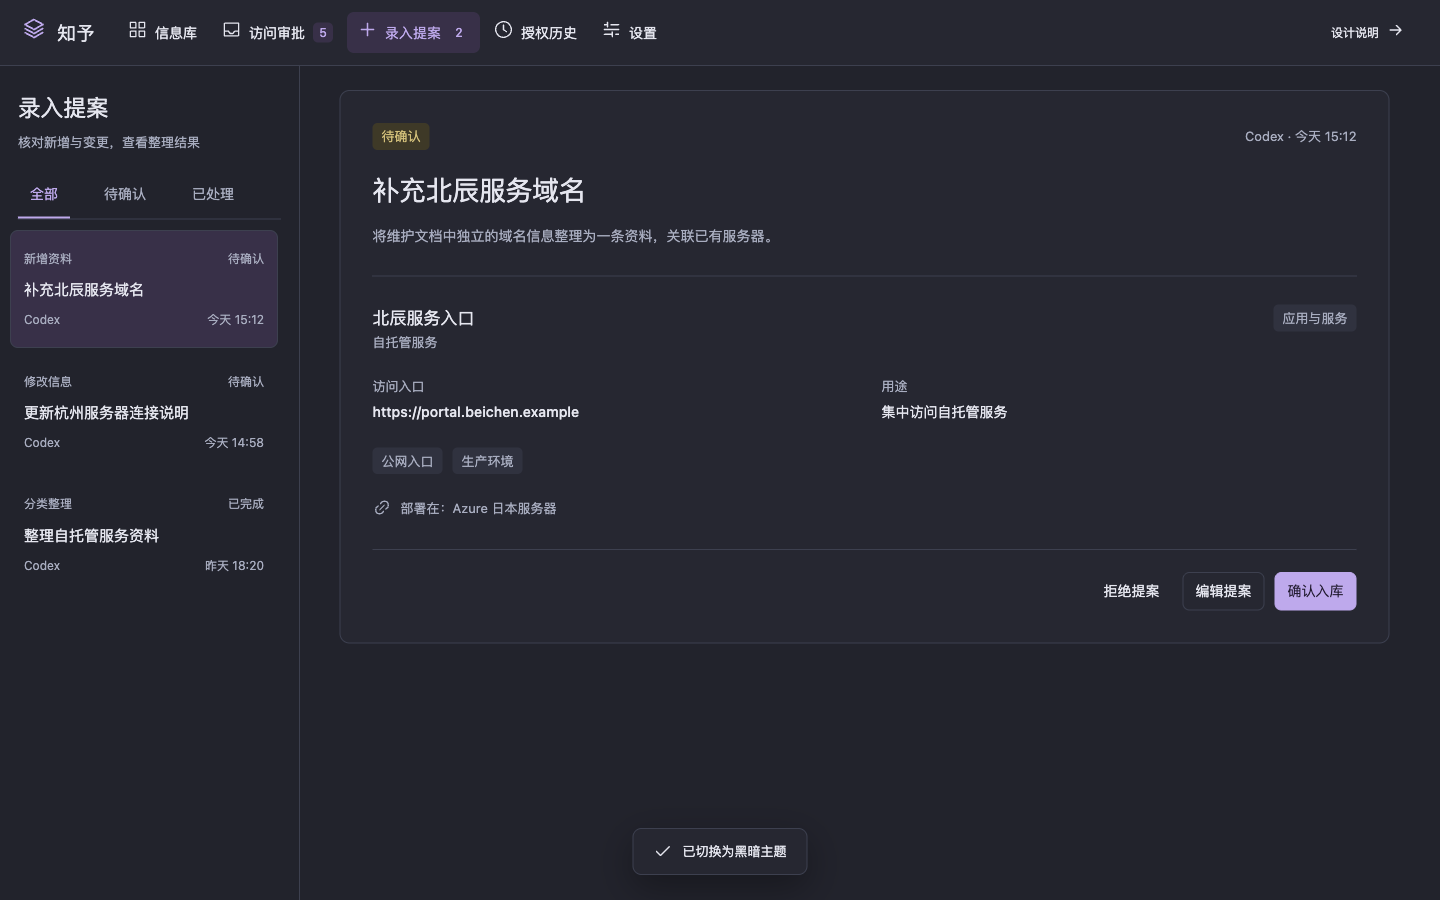 知予
信息库
访问审批 5
录入提案 2
授权历史
设置
设计说明
录入提案
核对新增与变更，查看整理结果
全部 待确认 已处理
新增资料 待确认
补充北辰服务域名
Codex 今天 15:12
修改信息 待确认
更新杭州服务器连接说明
Codex 今天 14:58
分类整理 已完成
整理自托管服务资料
Codex 昨天 18:20
待确认 Codex · 今天 15:12
补充北辰服务域名
将维护文档中独立的域名信息整理为一条资料，关联已有服务器。
北辰服务入口 应用与服务
自托管服务
访问入口 用途
https://portal.beichen.example 集中访问自托管服务
公网入口 生产环境
部署在：Azure 日本服务器
拒绝提案 编辑提案 确认入库
已切换为黑暗主题